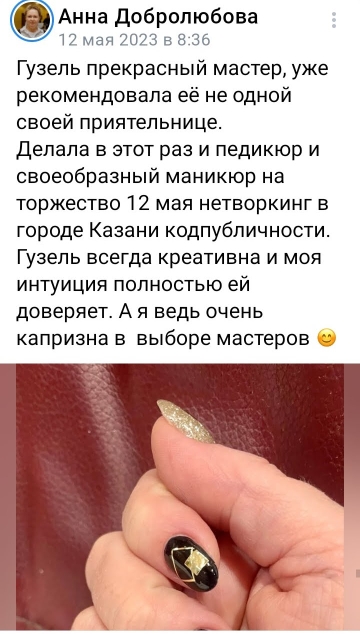 Анна Добролюбова
12 мая 2023 в 8:36
Гузель прекрасный мастер, уже
рекомендовала её не одной
своей приятельнице.
Делала в этот раз и педикюр и
своеобразный маникюр на
торжество 12 мая нетворкинг в
городе Казани кодпубличности.
Гузель всегда креативна и моя
интуиция полностью ей
доверяет. А я ведь очень
капризна в выборе мастеров 😊